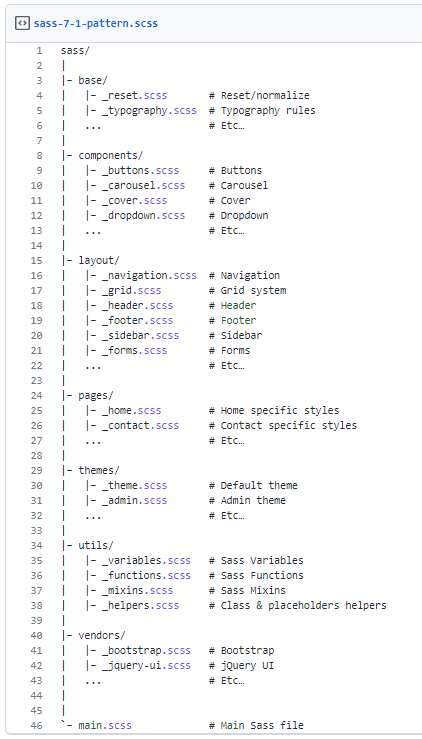 sass-7-1-pattern.scss
1 sass/
2 |
3 |– base/
4 |   |– _reset.scss       # Reset/normalize
5 |   |– _typography.scss  # Typography rules
6 |   ...                  # Etc…
7 |
8 |– components/
9 |   |– _buttons.scss     # Buttons
10 |   |– _carousel.scss    # Carousel
11 |   |– _cover.scss       # Cover
12 |   |– _dropdown.scss    # Dropdown
13 |   ...                  # Etc…
14 |
15 |– layout/
16 |   |– _navigation.scss  # Navigation
17 |   |– _grid.scss        # Grid system
18 |   |– _header.scss      # Header
19 |   |– _footer.scss      # Footer
20 |   |– _sidebar.scss     # Sidebar
21 |   |– _forms.scss       # Forms
22 |   ...                  # Etc…
23 |
24 |– pages/
25 |   |– _home.scss        # Home specific styles
26 |   |– _contact.scss     # Contact specific styles
27 |   ...                  # Etc…
28 |
29 |– themes/
30 |   |– _theme.scss       # Default theme
31 |   |– _admin.scss       # Admin theme
32 |   ...                  # Etc…
33 |
34 |– utils/
35 |   |– _variables.scss   # Sass Variables
36 |   |– _functions.scss   # Sass Functions
37 |   |– _mixins.scss      # Sass Mixins
38 |   |– _helpers.scss     # Class & placeholders helpers
39 |
40 |– vendors/
41 |   |– _bootstrap.scss   # Bootstrap
42 |   |– _jquery-ui.scss   # jQuery UI
43 |   ...                  # Etc…
44 |
45 |
46 `– main.scss             # Main Sass file